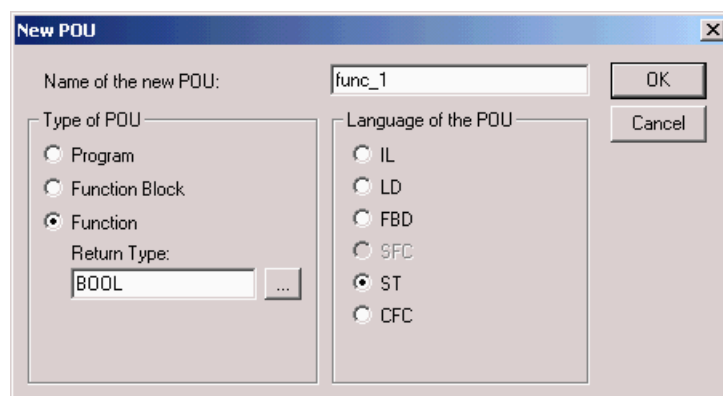 New POU
Name of the new POU: func_1 OK
Type of POU Language of the POU Cancel
Program IL
Function Block LD
Function FBD
Return Type: SFC
BOOL ... ST
CFC